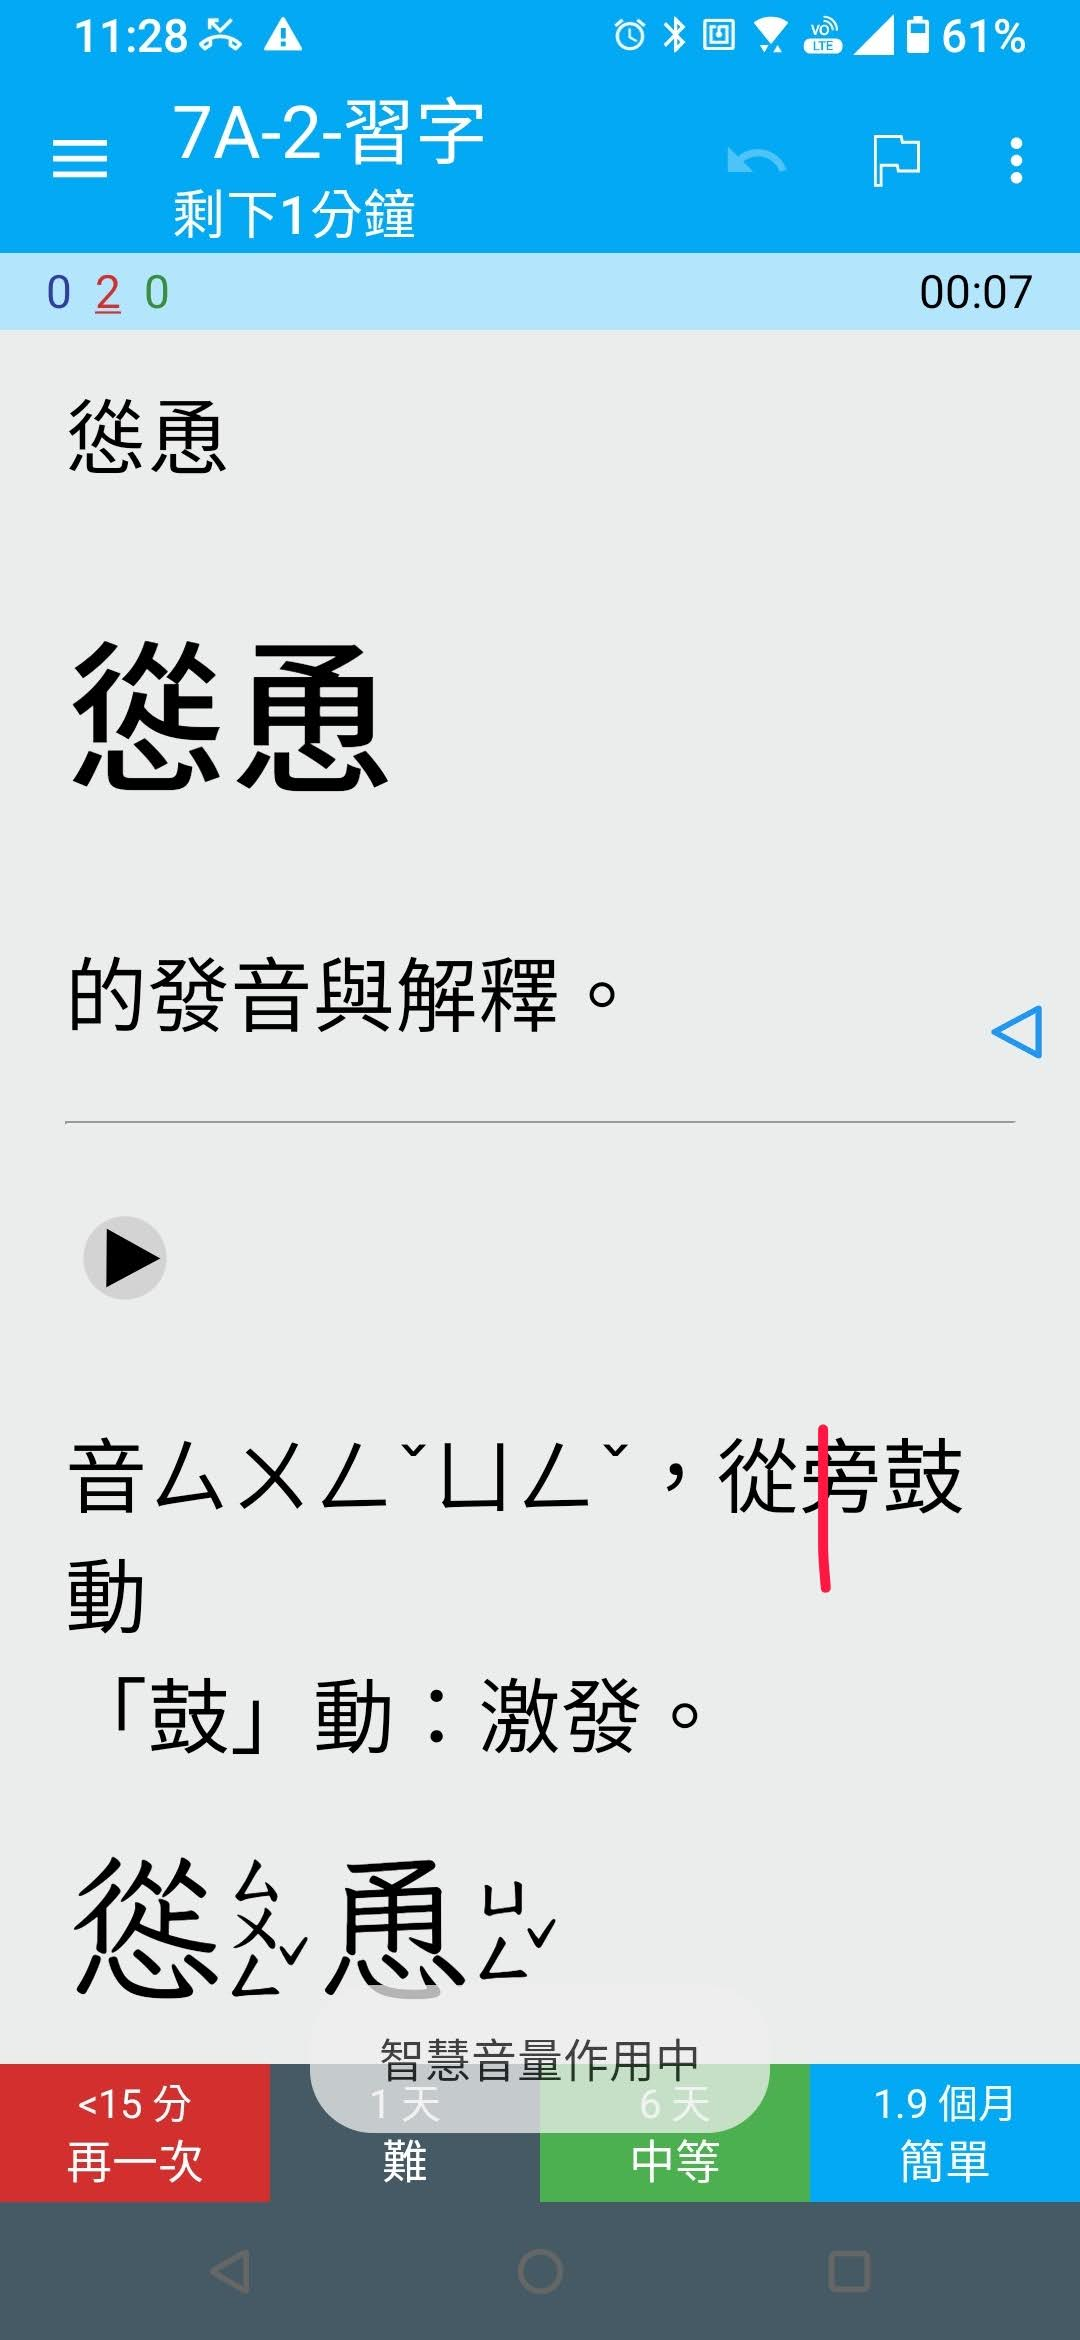 11:28 VO LTE 61%
7A-2-習字
剩下1分鐘
0 2 0 00:07
慫恿
慫恿
的發音與解釋。
音ㄙㄨㄥˇㄩㄥˇ，從旁鼓
動
「鼓」動：激發。
慫ㄙㄨㄥˇ恿ㄩㄥˇ
智慧音量作用中
<15 分 1 天 6 天 1.9 個月
再一次 難 中等 簡單